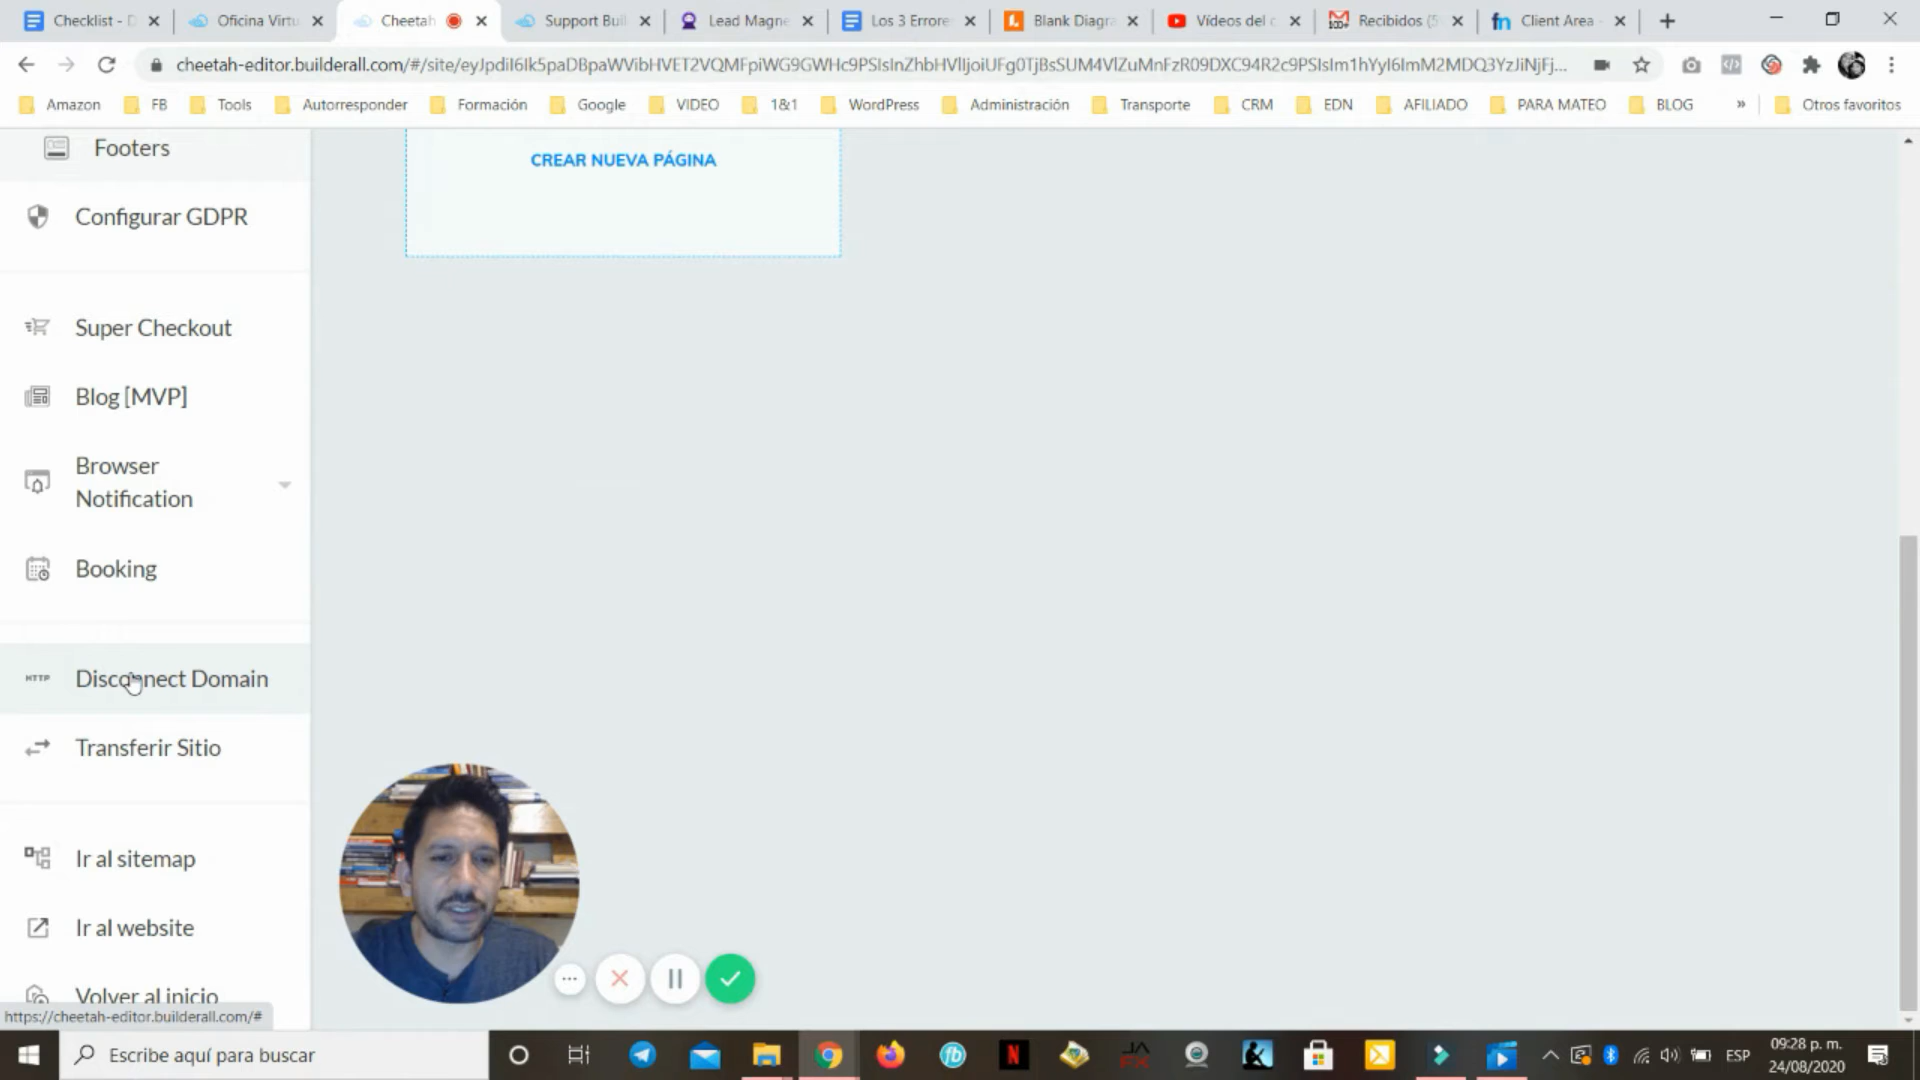 Checklist - D
Oficina Virtu
Cheetah
Support Buil
Lead Magne
Los 3 Errore
Blank Diagra
Vídeos del c
Recibidos (5
Client Area -
cheetah-editor.builderall.com/#/site/eyJpdiI6Ik5paDBpaWVibHVET2VQMFpiWG9GWHc9PSIsInZhbHVlIjoiUFg0TjBsSUM4VlZuMnFzR09DXC94R2c9PSIsIm1hYyI6ImM2MDQ3YzJiNjFj...
Amazon
FB
Tools
Autorresponder
Formación
Google
VIDEO
1&1
WordPress
Administración
Transporte
CRM
EDN
AFILIADO
PARA MATEO
BLOG
»
Otros favoritos
Footers
CREAR NUEVA PÁGINA
Configurar GDPR
Super Checkout
Blog [MVP]
Browser
Notification
Booking
HTTP Disconnect Domain
Transferir Sitio
Ir al sitemap
Ir al website
Volver al inicio
https://cheetah-editor.builderall.com/#
Escribe aquí para buscar
ESP
09:28 p. m.
24/08/2020